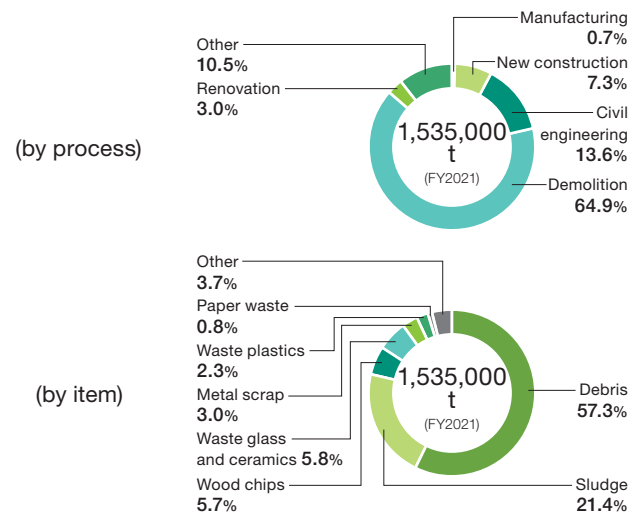 Manufacturing
0.7%
Other
10.5%
New construction
7.3%
Renovation
3.0%
Civil
engineering
13.6%
(by process)
1,535,000
t
(FY2021)
Demolition
64.9%
Other
3.7%
Paper waste
0.8%
Waste plastics
2.3%
Metal scrap
3.0%
Waste glass
and ceramics 5.8%
Wood chips
5.7%
(by item)
1,535,000
t
(FY2021)
Debris
57.3%
Sludge
21.4%